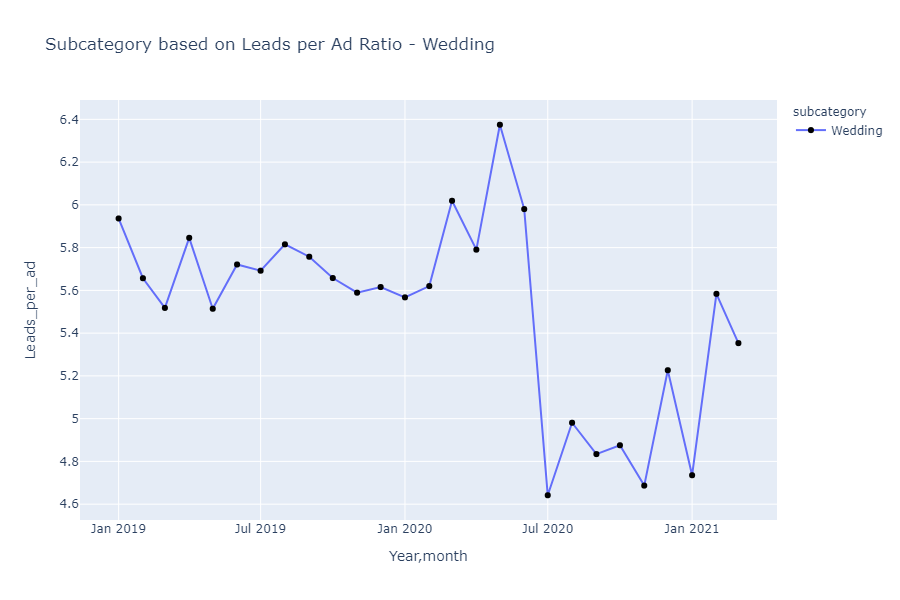 Subcategory based on Leads per Ad Ratio - Wedding
subcategory
Wedding
6.4
6.2
6
5.8
5.6
5.4
5.2
5
4.8
4.6
Leads_per_ad
Jan 2019
Jul 2019
Jan 2020
Jul 2020
Jan 2021
Year,month